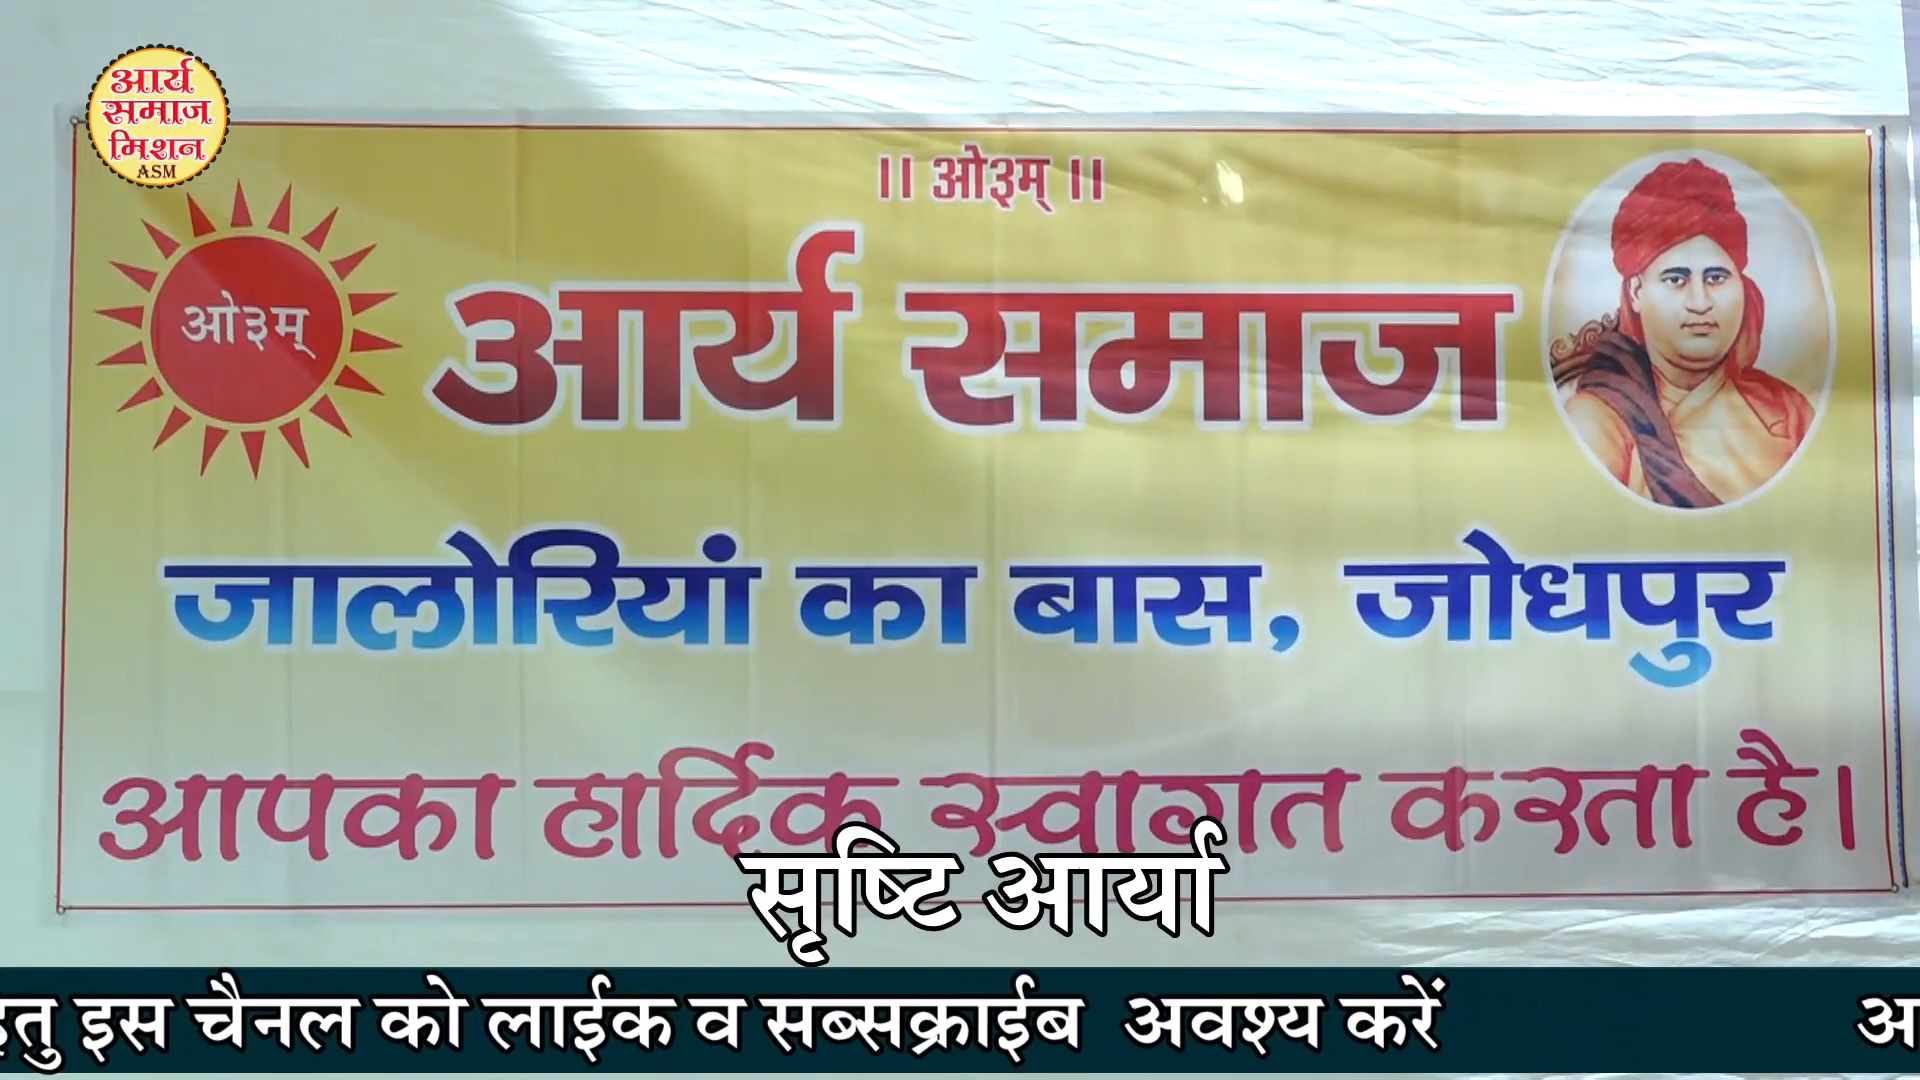 आर्य
समाज
मिशन
ASM
।। ओ३म् ।।
ओ३म्
आर्य समाज
जालोरियां का बास, जोधपुर
आपका हार्दिक स्वागत करता है।
सृष्टि आर्या
इस चैनल को लाईक व सब्सक्राईब अवश्य करें